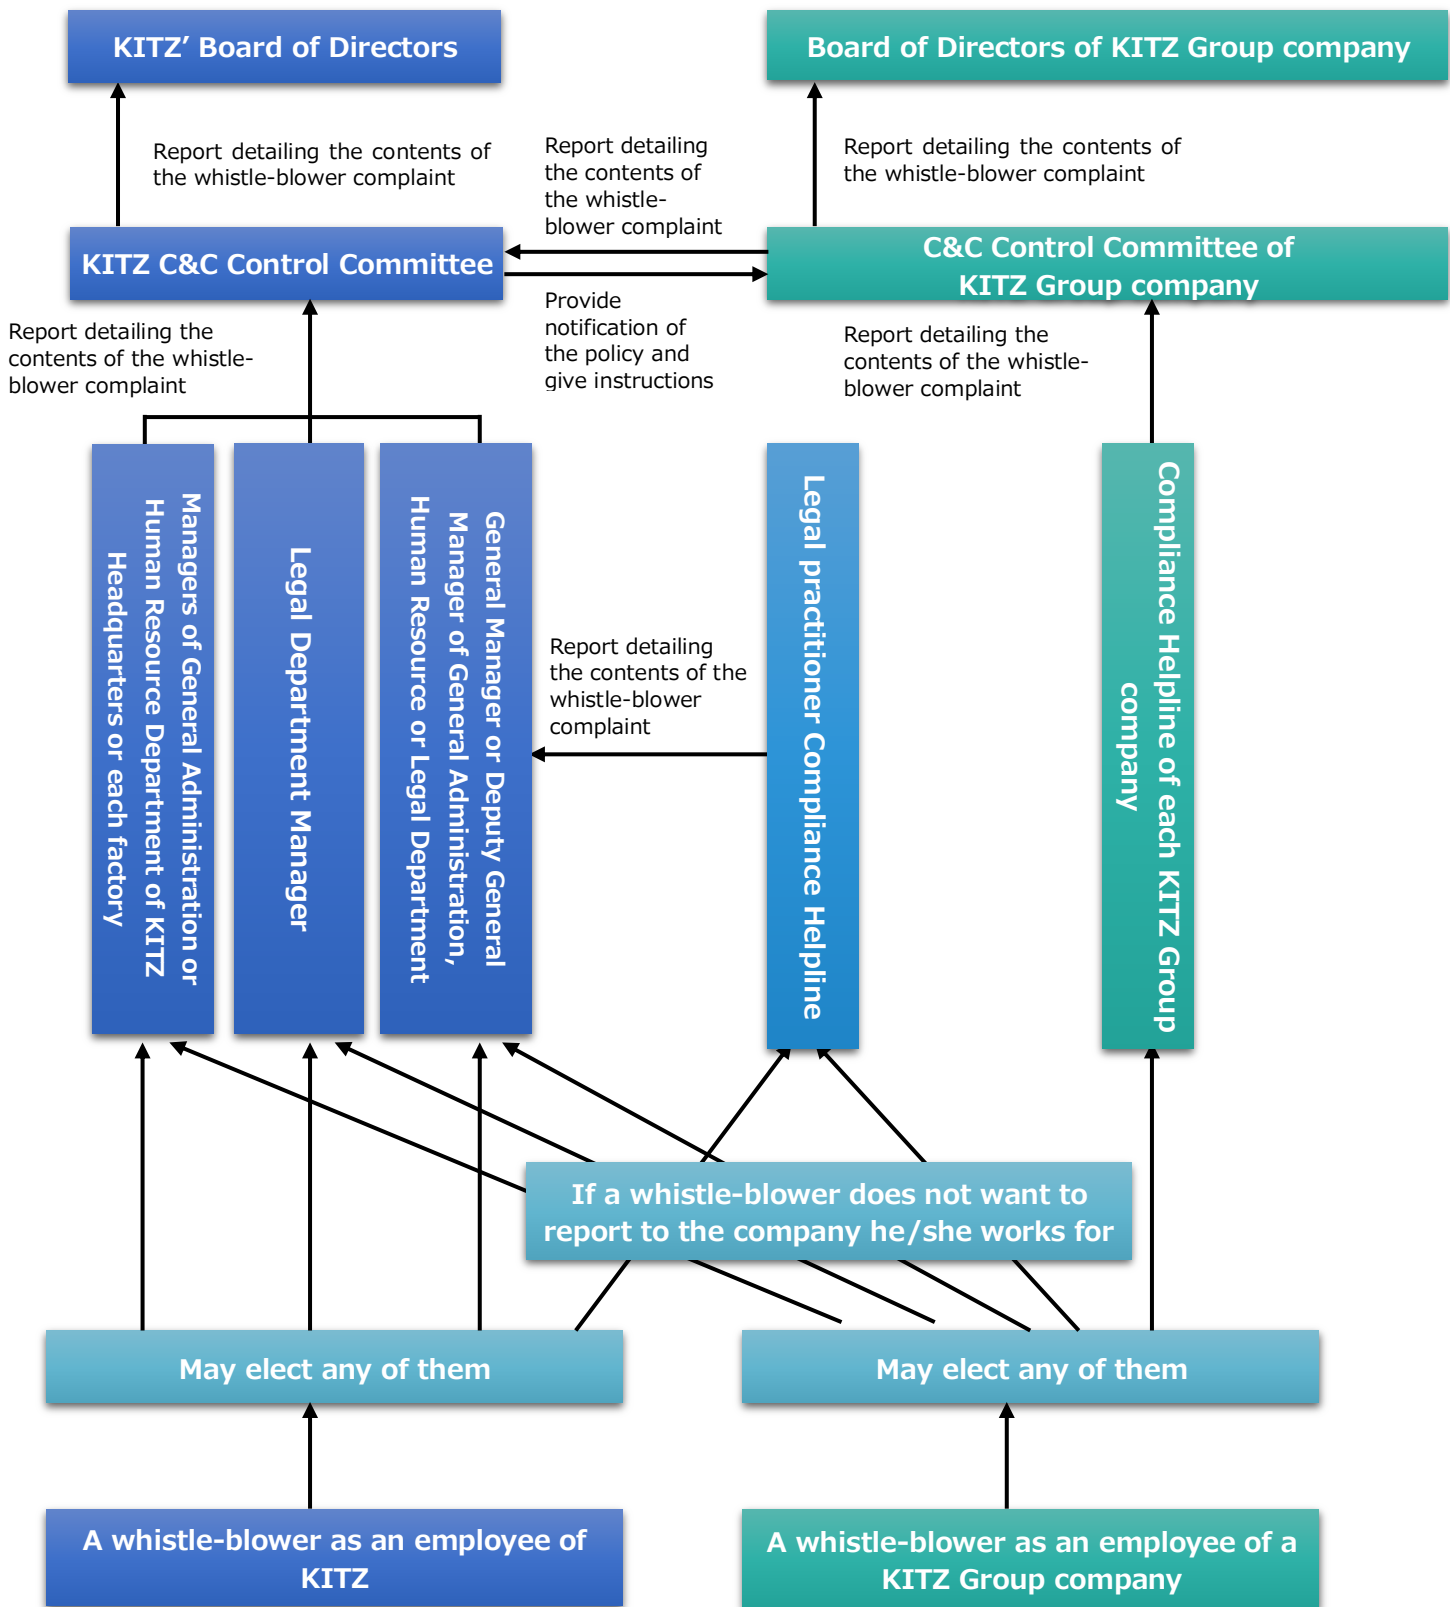 KITZ’ Board of Directors
Board of Directors of KITZ Group company
Report detailing the contents of
the whistle-blower complaint
Report detailing
the contents of
the whistle-
blower complaint
Report detailing the contents of
the whistle-blower complaint
KITZ C&C Control Committee
C&C Control Committee of
KITZ Group company
Report detailing the
contents of the whistle-
blower complaint
Provide
notification of
the policy and
give instructions
Report detailing the
contents of the whistle-
blower complaint
Managers of General Administration or
Human Resource Department of KITZ
Headquarters or each factory
Legal Department Manager
General Manager or Deputy General
Manager of General Administration,
Human Resource or Legal Department
Report detailing
the contents of the
whistle-blower
complaint
Legal practitioner Compliance Helpline
Compliance Helpline of each KITZ Group
company
If a whistle-blower does not want to
report to the company he/she works for
May elect any of them
May elect any of them
A whistle-blower as an employee of
KITZ
A whistle-blower as an employee of a
KITZ Group company